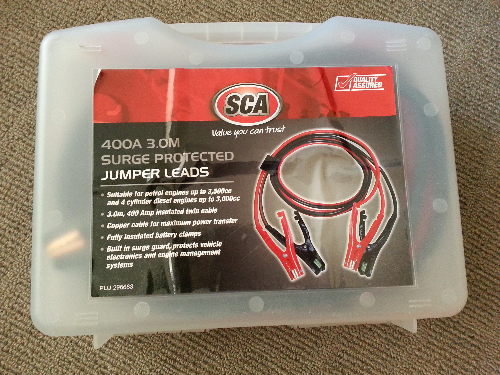 SCA
Value you can trust
QUALITY
ASSURED
400A 3.0M
SURGE PROTECTED
JUMPER LEADS
• Suitable for petrol engines up to
and 4 cylinder diesel engines up to 3,000cc
• 3.0m, 400 Amp insulated twin cable
• Copper cable for maximum power transfer
• Fully insulated battery clamps
• Built in surge guard, protects vehicle
electronics and engine management
systems